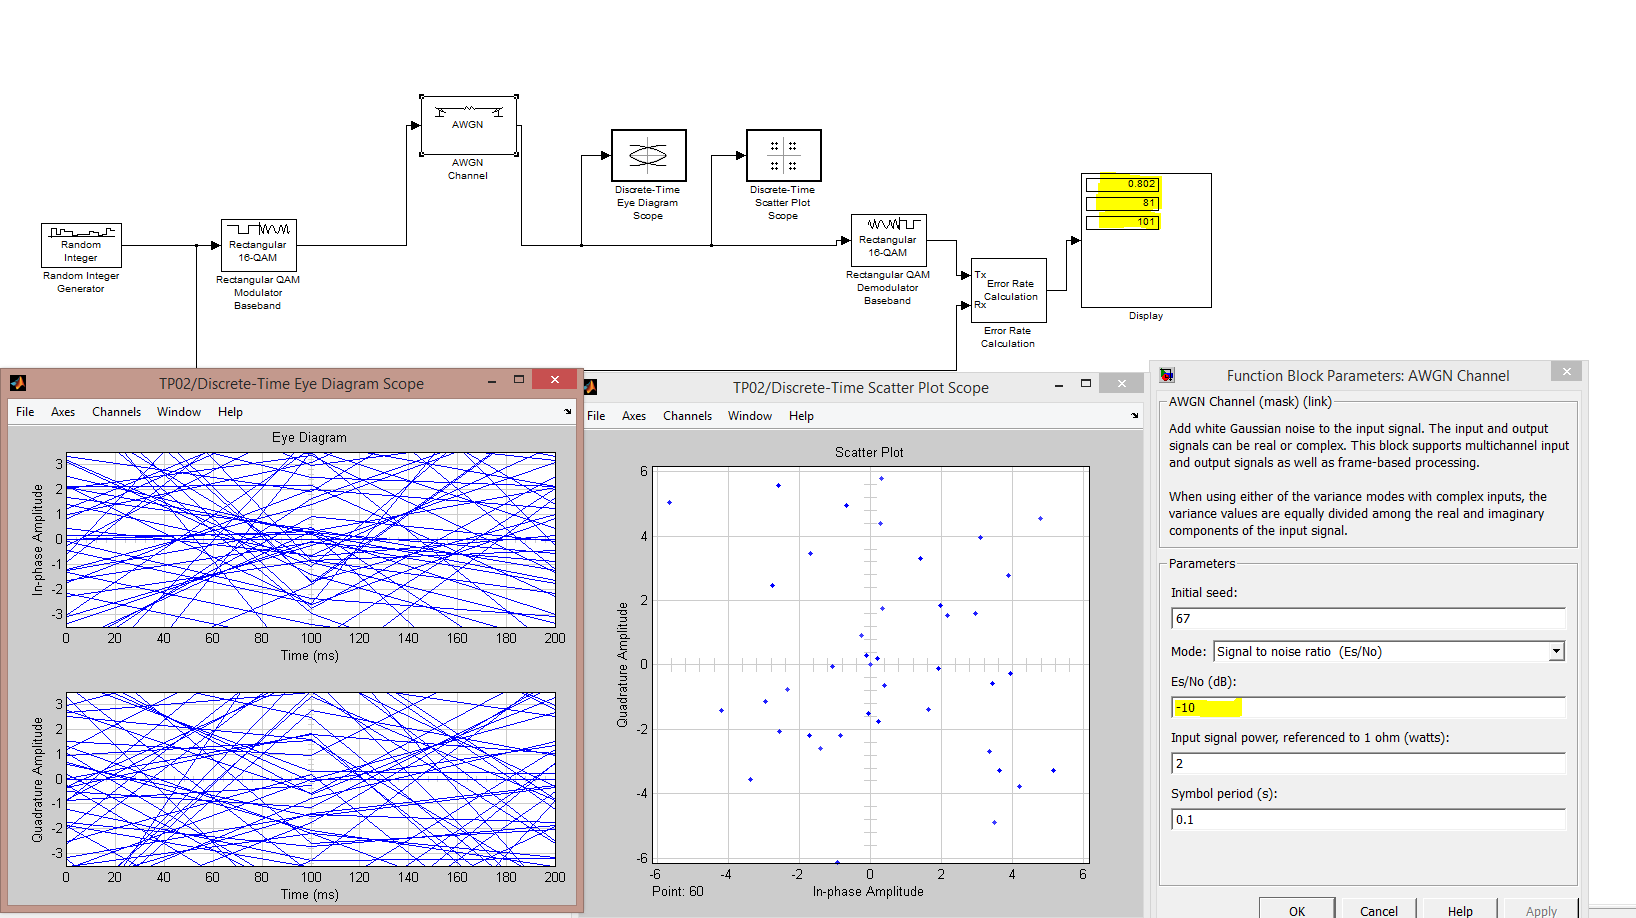 AWGN
AWGN
Channel
Discrete-Time
Eye Diagram
Scope
Discrete-Time
Scatter Plot
Scope
0.802
81
101
Display
Random
Integer
Random Integer
Generator
Rectangular
16-QAM
Rectangular QAM
Modulator
Baseband
Rectangular
16-QAM
Rectangular QAM
Demodulator
Baseband
Tx
Error Rate
Calculation
Rx
Error Rate
Calculation
TP02/Discrete-Time Eye Diagram Scope
File Axes Channels Window Help
Eye Diagram
In-phase Amplitude
3
2
1
0
-1
-2
-3
0 20 40 60 80 100 120 140 160 180 200
Time (ms)
Quadrature Amplitude
3
2
1
0
-1
-2
-3
0 20 40 60 80 100 120 140 160 180 200
Time (ms)
TP02/Discrete-Time Scatter Plot Scope
File Axes Channels Window Help
Scatter Plot
Quadrature Amplitude
6
4
2
0
-2
-4
-6
-6 -4 -2 0 2 4 6
Point: 60
In-phase Amplitude
Function Block Parameters: AWGN Channel
AWGN Channel (mask) (link)
Add white Gaussian noise to the input signal. The input and output
signals can be real or complex. This block supports multichannel input
and output signals as well as frame-based processing.
When using either of the variance modes with complex inputs, the
variance values are equally divided among the real and imaginary
components of the input signal.
Parameters
Initial seed:
67
Mode: Signal to noise ratio (Es/No)
Es/No (dB):
-10
Input signal power, referenced to 1 ohm (watts):
2
Symbol period (s):
0.1
OK Cancel Help Apply